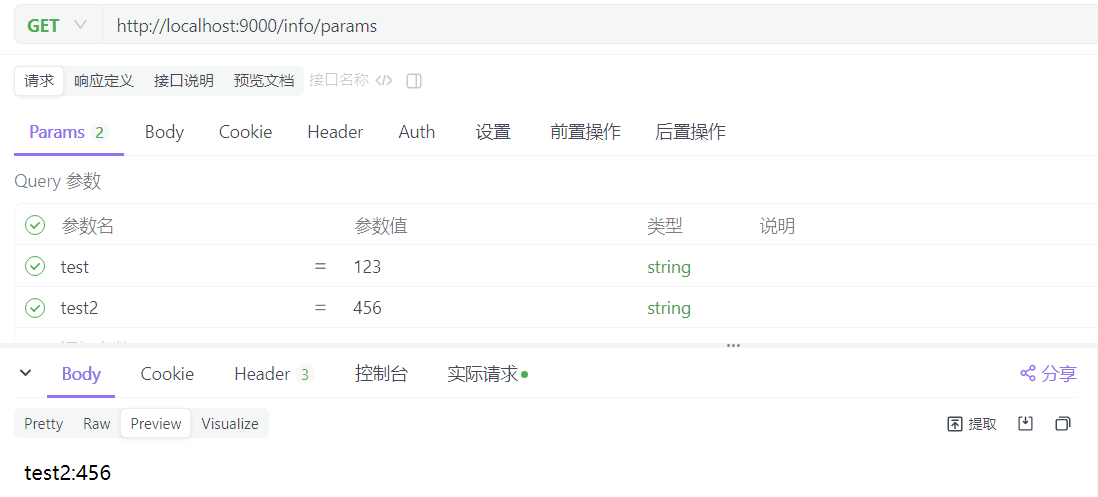 GET http://localhost:9000/info/params
请求 响应定义 接口说明 预览文档 接口名称 </>
Params 2 Body Cookie Header Auth 设置 前置操作 后置操作
Query 参数
参数名 参数值 类型 说明
test = 123 string
test2 = 456 string
Body Cookie Header 3 控制台 实际请求 分享
Pretty Raw Preview Visualize 提取
test2:456